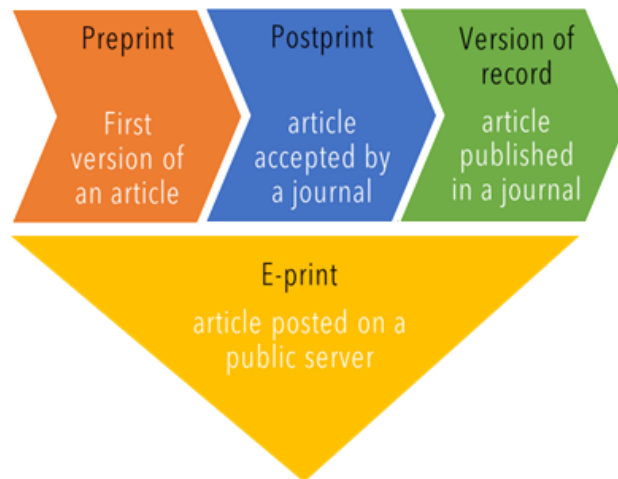 Preprint
First
version of
an article
Postprint
article
accepted by
a journal
Version of
record
article
published
in a journal
E-print
article posted on a
public server